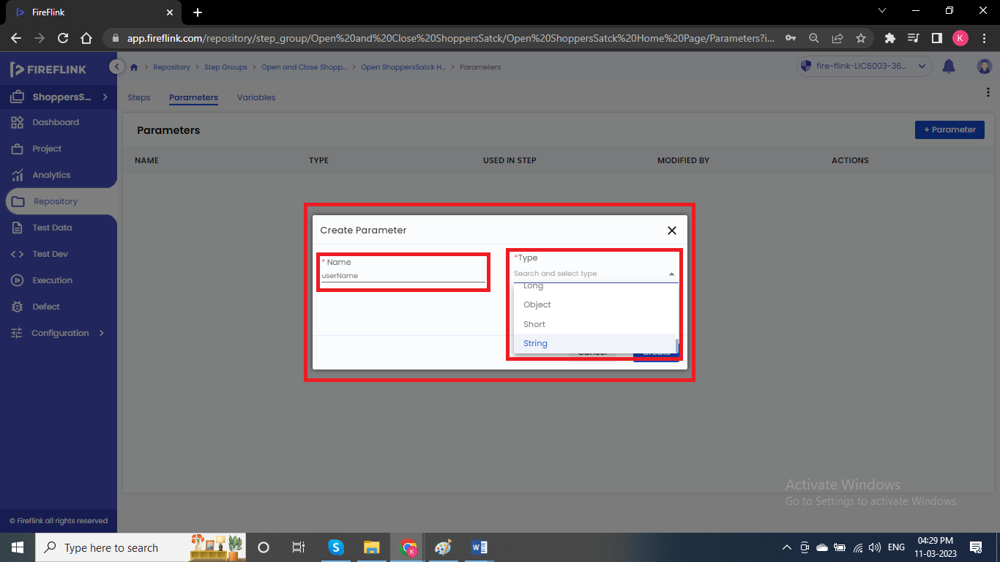 FireFlink
app.fireflink.com/repository/step_group/Open%20and%20Close%20ShoppersSatck/Open%20ShoppersSatck%20Home%20Page/Parameters?i...
K
FIREFLINK
Repository
Step Groups
Open and Close Shopp...
Open ShoppersSatck H...
Parameters
fire-flink-LIC6003-36...
ShoppersS...
Steps
Parameters
Variables
Dashboard
Project
Analytics
Repository
Test Data
Test Dev
Execution
Defect
Configuration
Parameters
+ Parameter
NAME
TYPE
USED IN STEP
MODIFIED BY
ACTIONS
Create Parameter
* Name
userName
*Type
Search and select type
Long
Object
Short
String
Cancel
Create
Activate Windows
Go to Settings to activate Windows.
© Fireflink all rights reserved
Type here to search
S
K
W
ENG
04:29 PM
11-03-2023